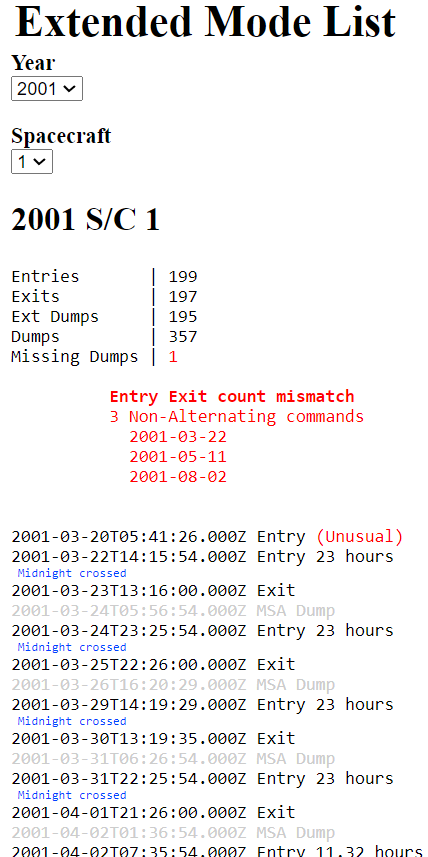 Extended Mode List
Year
2001
Spacecraft
1
2001 S/C 1
Entries | 199
Exits | 197
Ext Dumps | 195
Dumps | 357
Missing Dumps | 1
Entry Exit count mismatch
3 Non-Alternating commands
2001-03-22
2001-05-11
2001-08-02
2001-03-20T05:41:26.000Z Entry (Unusual)
2001-03-22T14:15:54.000Z Entry 23 hours
Midnight crossed
2001-03-23T13:16:00.000Z Exit
2001-03-24T05:56:54.000Z MSA Dump
2001-03-24T23:25:54.000Z Entry 23 hours
Midnight crossed
2001-03-25T22:26:00.000Z Exit
2001-03-26T16:20:29.000Z MSA Dump
2001-03-29T14:19:29.000Z Entry 23 hours
Midnight crossed
2001-03-30T13:19:35.000Z Exit
2001-03-31T06:26:54.000Z MSA Dump
2001-03-31T22:25:54.000Z Entry 23 hours
Midnight crossed
2001-04-01T21:26:00.000Z Exit
2001-04-02T01:36:54.000Z MSA Dump
2001-04-02T07:35:54.000Z Entry 11.32 hours